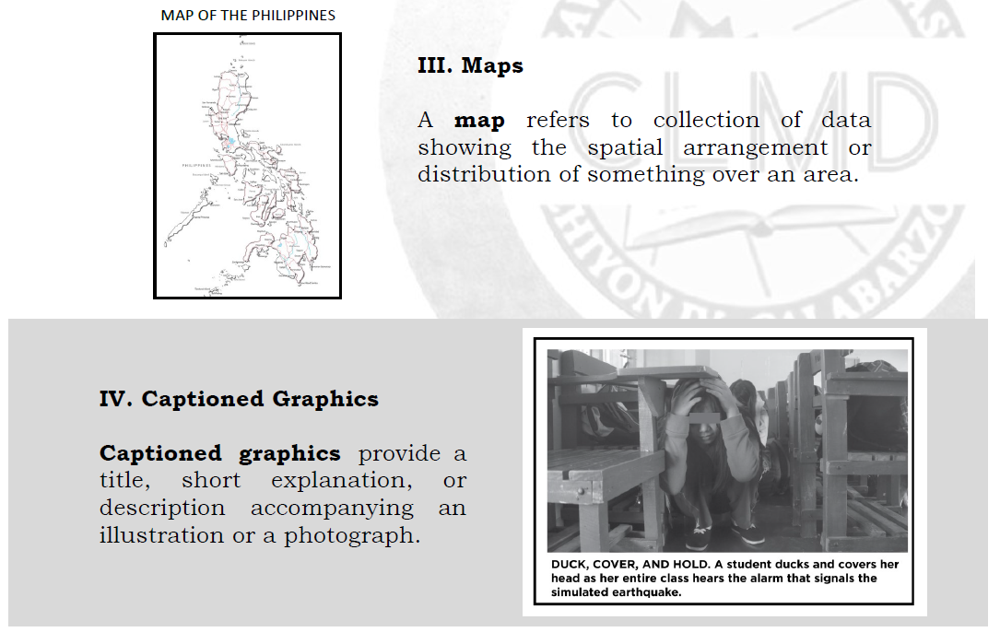 MAP OF THE PHILIPPINES
PHILIPPINES
III. Maps
A map refers to collection of data
showing the spatial arrangement or
distribution of something over an area.
CLMD
IV. Captioned Graphics
Captioned graphics provide a
title, short explanation, or
description accompanying an
illustration or a photograph.
DUCK, COVER, AND HOLD. A student ducks and covers her
head as her entire class hears the alarm that signals the
simulated earthquake.